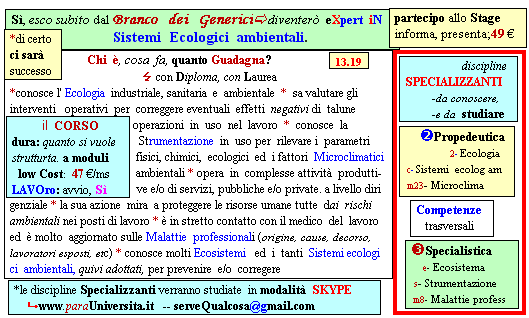 Sì, esco subito dal Branco dei Generici➩diventerò eXpert iN
Sistemi Ecologici ambientali.
partecipo allo Stage
informa, presenta;49 €
*di certo
ci sarà
successo
Chi è, cosa fa, quanto Guadagna?
con Diploma, con Laurea
13.19
*conosce l' Ecologia industriale, sanitaria e ambientale * sa valutare gli
interventi operativi per correggere eventuali effetti negativi di talune
operazioni in uso nel lavoro * conosce la
Strumentazione in uso per rilevare i parametri
fisici, chimici, ecologici ed i fattori Microclimatici
ambientali * opera in complesse attività produtti-
ve e/o di servizi, pubbliche e/o private. a livello diri
genziale * la sua azione mira a proteggere le risorse umane tutte dai rischi
ambientali nei posti di lavoro * è in stretto contatto con il medico del lavoro
ed è molto aggiornato sulle Malattie professionali (origine, cause, decorso,
lavoratori esposti, etc) * conosce molti Ecosistemi ed i tanti Sistemi ecologi
ci ambientali, quivi adottati, per prevenire e/o corregere
il CORSO
dura: quanto si vuole
strutturta. a moduli
low Cost: 47 €/ms
LAVOro: avvio, Si
discipline
SPECIALIZZANTI
-da conoscere,
-e da studiare
❷Propedeutica
2- Ecologia
c-Sistemi ecolog am
m23- Microclima
Competenze
trasversali
❸Specialistica
e- Ecosistema
s- Strumentazione
m8- Malattie profess
*le discipline Specializzanti verranno studiate in modalità SKYPE
↪www.paraUniversita.it -- serveQualcosa@gmail.com